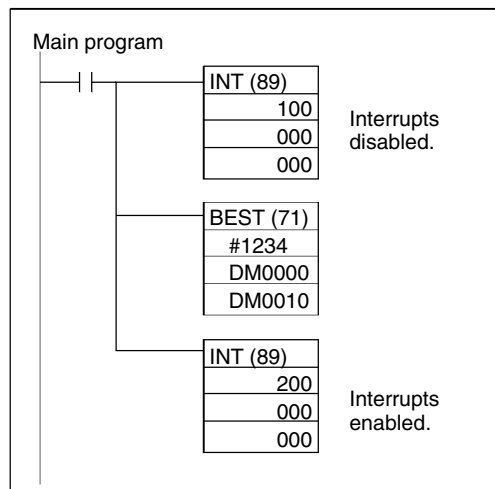 Main program
INT (89)
100
000
000
Interrupts
disabled.
BEST (71)
#1234
DM0000
DM0010
INT (89)
200
000
000
Interrupts
enabled.